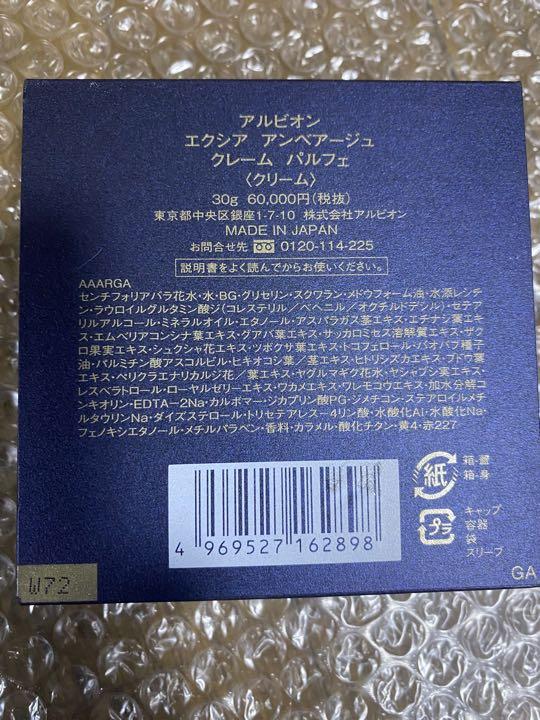 アルビオン
エクシア アンベアージュ
クレーム パルフェ
〈クリーム〉
30g 60,000円(税抜)
東京都中央区銀座1-7-10 株式会社アルビオン
MADE IN JAPAN
お問合せ先 0120-114-225
説明書をよく読んでからお使いください。
AAARGA
センチフォリアバラ花水・水・BG・グリセリン・スクワラン・メドウフォーム油・水添レシチ
ン・ラウロイルグルタミン酸ジ(コレステリル/ベヘニル/オクチルドデシル)・セテア
リルアルコール・ミネラルオイル・エタノール・アスパラガス茎エキス・エチナシ葉エキ
ス・エムベリアコンシナ葉エキス・グアバ葉エキス・サッカロミセス溶解質エキス・ザク
ロ果実エキス・シュクシャ花エキス・ツボクサ葉エキス・トコフェロール・バオバブ種子
油・パルミチン酸アスコルビル・ヒキオコシ葉/茎エキス・ヒトリシズカエキス・ブドウ葉
エキス・ベリクラエナリカルジ花/葉エキス・ヤグルマギク花水・ヤシャブシ実エキス・
レスベラトロール・ローヤルゼリーエキス・ワカメエキス・ワレモコウエキス・加水分解コ
ンキオリン・EDTA-2Na・カルボマー・ジカプリン酸PG・ジメチコン・ステアロイルメチ
ルタウリンNa・ダイズステロール・トリセテアレス-4リン酸・水酸化Al・水酸化Na・
フェノキシエタノール・メチルパラベン・香料・カラメル・酸化チタン・黄4・赤227
4 969527 162898
紙
箱・蓋
箱・身
プラ
キャップ
容器
袋
スリーブ
W72
GA